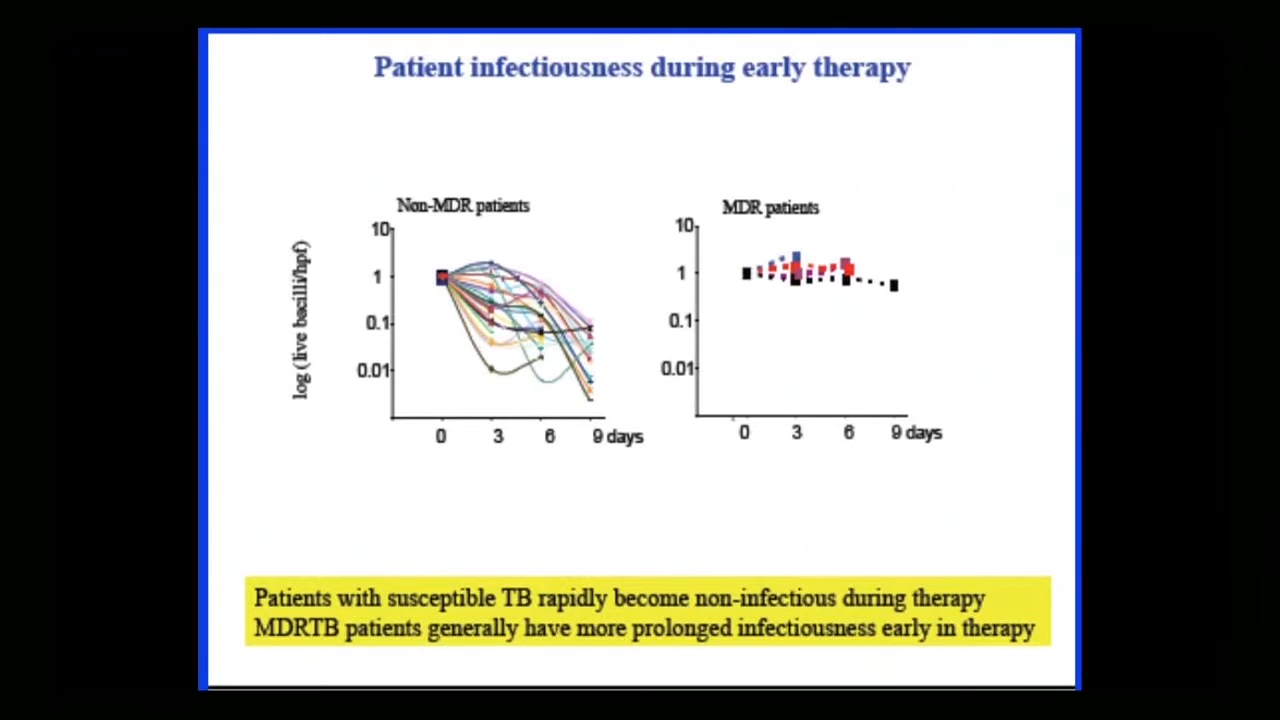 Patient infectiousness during early therapy
Non-MDR patients
log (live bacilli/hpf)
10
1
0.1
0.01
0 3 6 9 days
MDR patients
10
1
0.1
0.01
0 3 6 9 days
Patients with susceptible TB rapidly become non-infectious during therapy
MDRTB patients generally have more prolonged infectiousness early in therapy